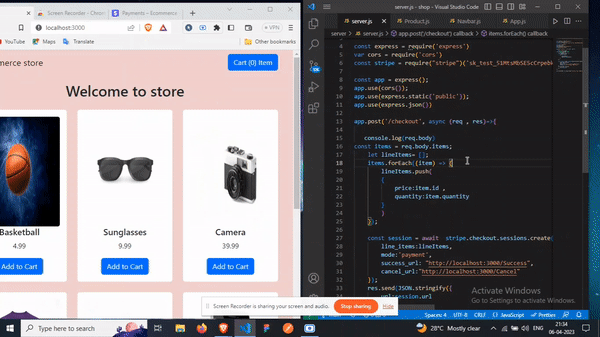 Screen Recorder - Chro
Payments – Ecommerce
localhost:3000
VPN
YouTube
Maps
Translate
Other bookmarks
erce store
Cart (0) Item
Welcome to store
Basketball
4.99
Add to Cart
Sunglasses
9.99
Add to Cart
Camera
39.99
Add to Cart
Screen Recorder is sharing your screen and audio.
Stop sharing
Hide
Type here to search
server.js - shop - Visual Studio Code
server.js
Product.js
Navbar.js
App.js
server > server.js > app.post('/checkout') callback > items.forEach() callback
4 const express = require('express')
5 var cors = require('cors')
6 const stripe = require("stripe")('sk_test_
7
8 const app = express();
9 app.use(cors());
10 app.use(express.static('public'));
11 app.use(express.json())
12
13 app.post('/checkout', async (req , res)=>{
14
15 console.log(req.body)
16 const items = req.body.items;
17 let lineItems= [];
18 items.forEach((item) => {
19 lineItems.push(
20 {
21 price:item.id ,
22 quantity:item.quantity
23 }
24 )
25 });
26
27 const session = await stripe.checkout.sessions.create(
28 line_items:lineItems,
29 mode:'payment',
30 success_url: "http://localhost:3000/Success",
31 cancel_url:"http://localhost:3000/Cancel"
32 });
33 res.send(JSON.stringify({
url:session.url
Activate Windows
Go to Settings to activate Windows.
Spaces: 4 UTF-8 CRLF JavaScript Prettier
28°C Mostly clear
ENG
21:34
06-04-2023